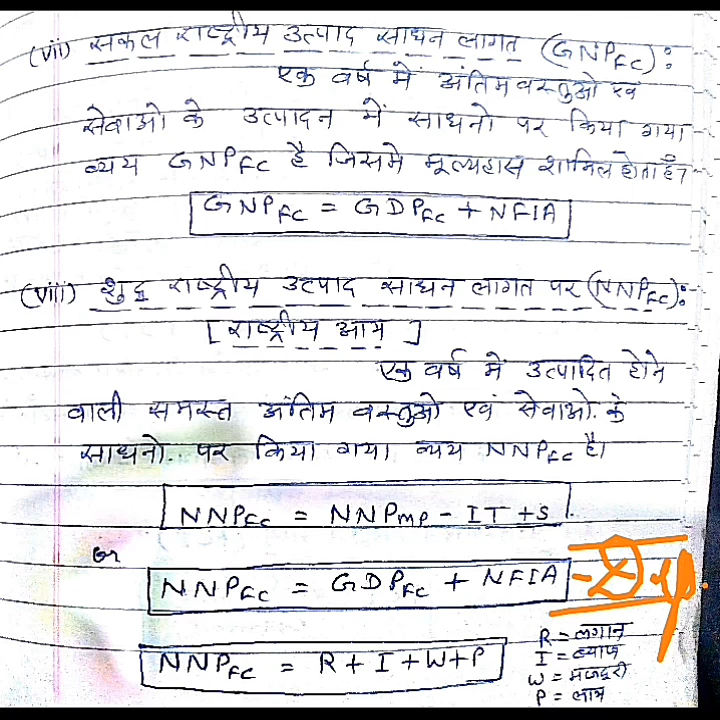 (vii) सकल राष्ट्रीय उत्पाद साधन लागत (GNPFC):
एक वर्ष में अंतिम वस्तुओ एवं
सेवाओ के उत्पादन में साधनो पर किया गया
व्यय GNPFC है जिसमे मूल्यहास शामिल होता है।
GNPFC = GDPFC + NFIA
(viii) शुद्ध राष्ट्रीय उत्पाद साधन लागत पर (NNPFC):
[ राष्ट्रीय आय ]
एक वर्ष में उत्पादित होने
वाली समस्त अंतिम वस्तुओ एवं सेवाओ. के
साधनो.. पर किया गया व्यय NNPFC है।
NNPFC = NNPMP - IT + S
Or
NNPFC = GDPFC + NFIA - Dep.
NNPFC = R + I + W + P
R = लगान
I = ब्याज
W = मजदूरी
P = लाभ